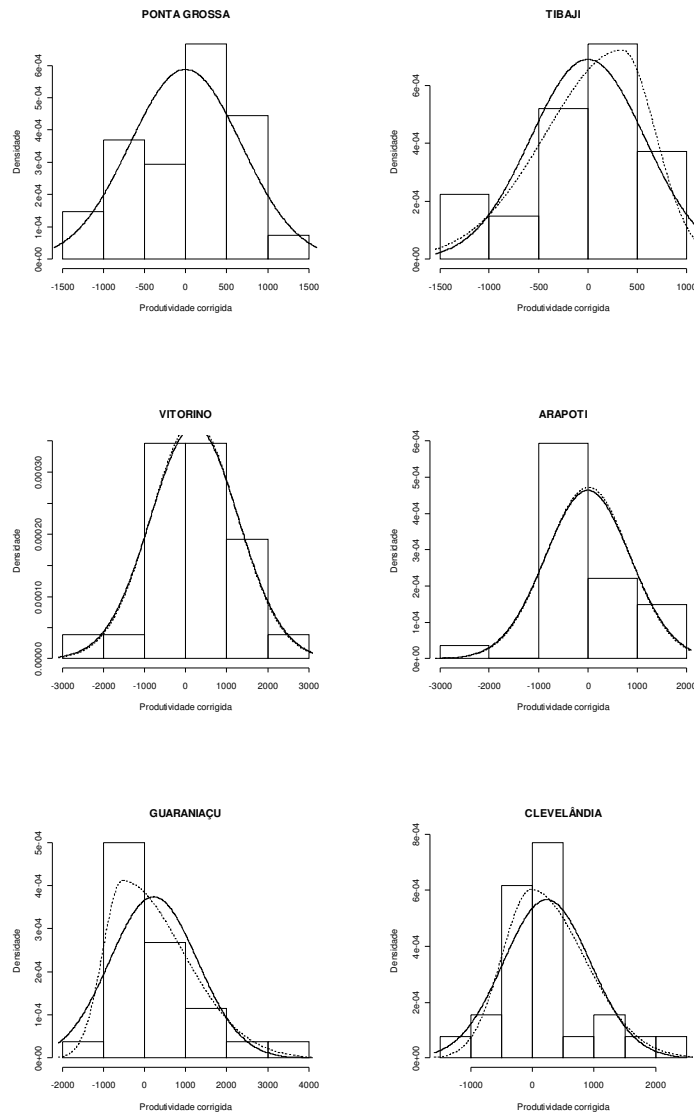 PONTA GROSSA
Densidade
0e+00 1e-04 2e-04 3e-04 4e-04 5e-04 6e-04
-1500 -1000 -500 0 500 1000 1500
Produtividade corrigida
TIBAJI
Densidade
0e+00 2e-04 4e-04 6e-04
-1500 -1000 -500 0 500 1000
Produtividade corrigida
VITORINO
Densidade
0.00000 0.00010 0.00020 0.00030
-3000 -2000 -1000 0 1000 2000 3000
Produtividade corrigida
ARAPOTI
Densidade
0e+00 1e-04 2e-04 3e-04 4e-04 5e-04 6e-04
-3000 -2000 -1000 0 1000 2000
Produtividade corrigida
GUARANIAÇU
Densidade
0e+00 1e-04 2e-04 3e-04 4e-04 5e-04
-2000 -1000 0 1000 2000 3000 4000
Produtividade corrigida
CLEVELÂNDIA
Densidade
0e+00 2e-04 4e-04 6e-04 8e-04
-1000 0 1000 2000
Produtividade corrigida